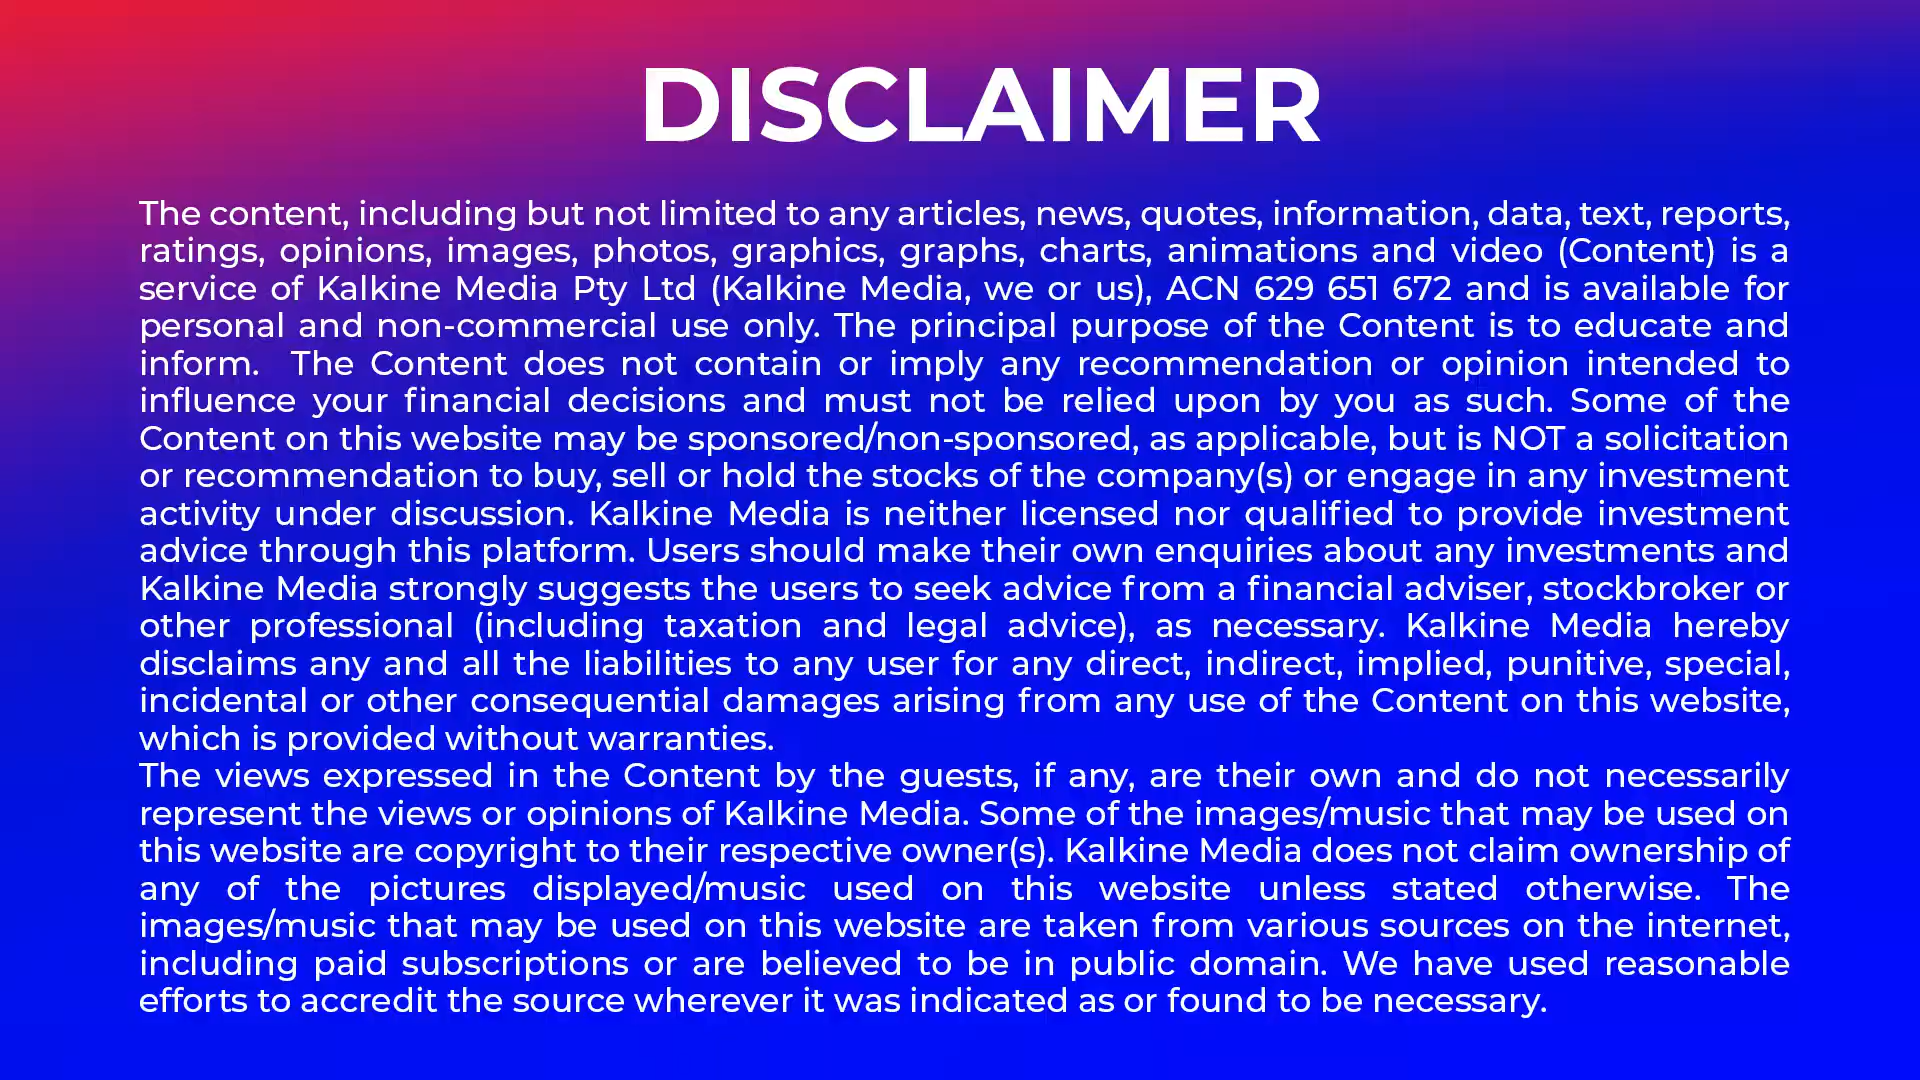 DISCLAIMER
The content, including but not limited to any articles, news, quotes, information, data, text, reports,
ratings, opinions, images, photos, graphics, graphs, charts, animations and video (Content) is a
service of Kalkine Media Pty Ltd (Kalkine Media, we or us), ACN 629 651 672 and is available for
personal and non-commercial use only. The principal purpose of the Content is to educate and
inform.  The Content does not contain or imply any recommendation or opinion intended to
influence your financial decisions and must not be relied upon by you as such. Some of the
Content on this website may be sponsored/non-sponsored, as applicable, but is NOT a solicitation
or recommendation to buy, sell or hold the stocks of the company(s) or engage in any investment
activity under discussion. Kalkine Media is neither licensed nor qualified to provide investment
advice through this platform. Users should make their own enquiries about any investments and
Kalkine Media strongly suggests the users to seek advice from a financial adviser, stockbroker or
other professional (including taxation and legal advice), as necessary. Kalkine Media hereby
disclaims any and all the liabilities to any user for any direct, indirect, implied, punitive, special,
incidental or other consequential damages arising from any use of the Content on this website,
which is provided without warranties.
The views expressed in the Content by the guests, if any, are their own and do not necessarily
represent the views or opinions of Kalkine Media. Some of the images/music that may be used on
this website are copyright to their respective owner(s). Kalkine Media does not claim ownership of
any of the pictures displayed/music used on this website unless stated otherwise. The
images/music that may be used on this website are taken from various sources on the internet,
including paid subscriptions or are believed to be in public domain. We have used reasonable
efforts to accredit the source wherever it was indicated as or found to be necessary.